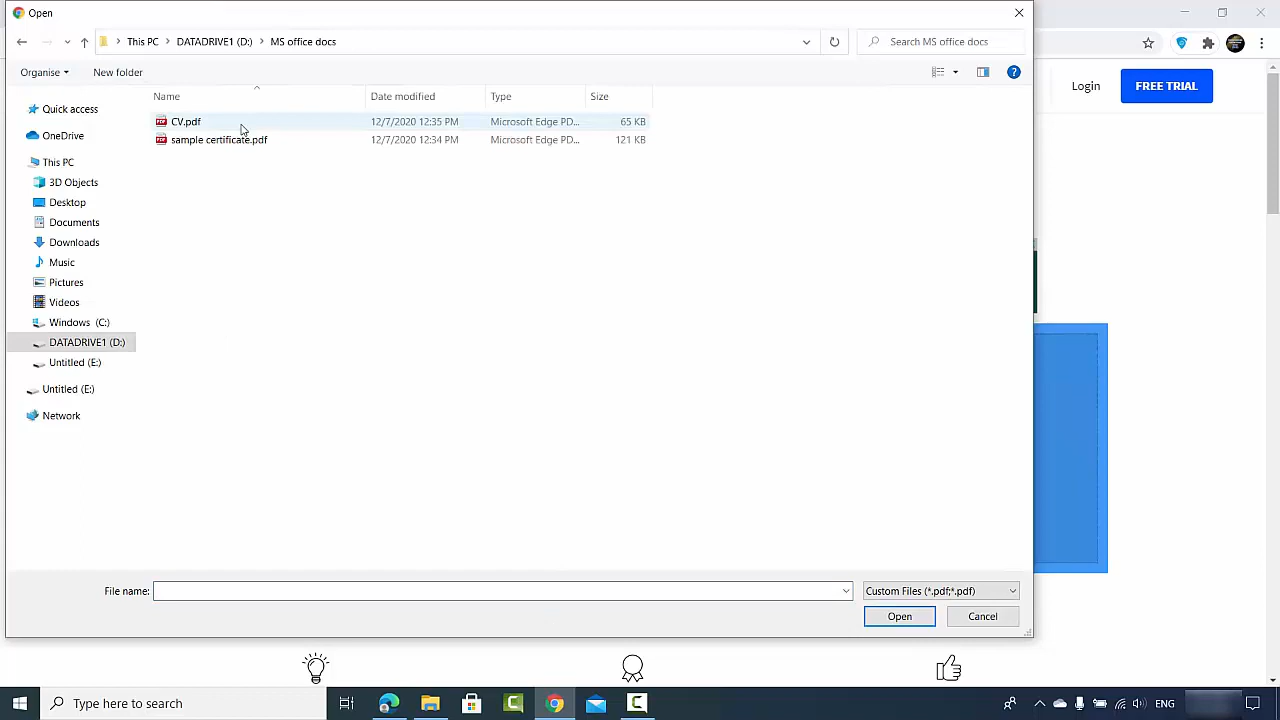 Open
This PC
DATADRIVE1 (D:)
MS office docs
Search MS office docs
Organise
New folder
Login
FREE TRIAL
Name
Date modified
Type
Size
CV.pdf
12/7/2020 12:35 PM
Microsoft Edge PD...
65 KB
sample certificate.pdf
12/7/2020 12:34 PM
Microsoft Edge PD...
121 KB
Quick access
OneDrive
This PC
3D Objects
Desktop
Documents
Downloads
Music
Pictures
Videos
Windows (C:)
DATADRIVE1 (D:)
Untitled (E:)
Untitled (E:)
Network
File name:
Custom Files (*.pdf;*.pdf)
Open
Cancel
Type here to search
ENG